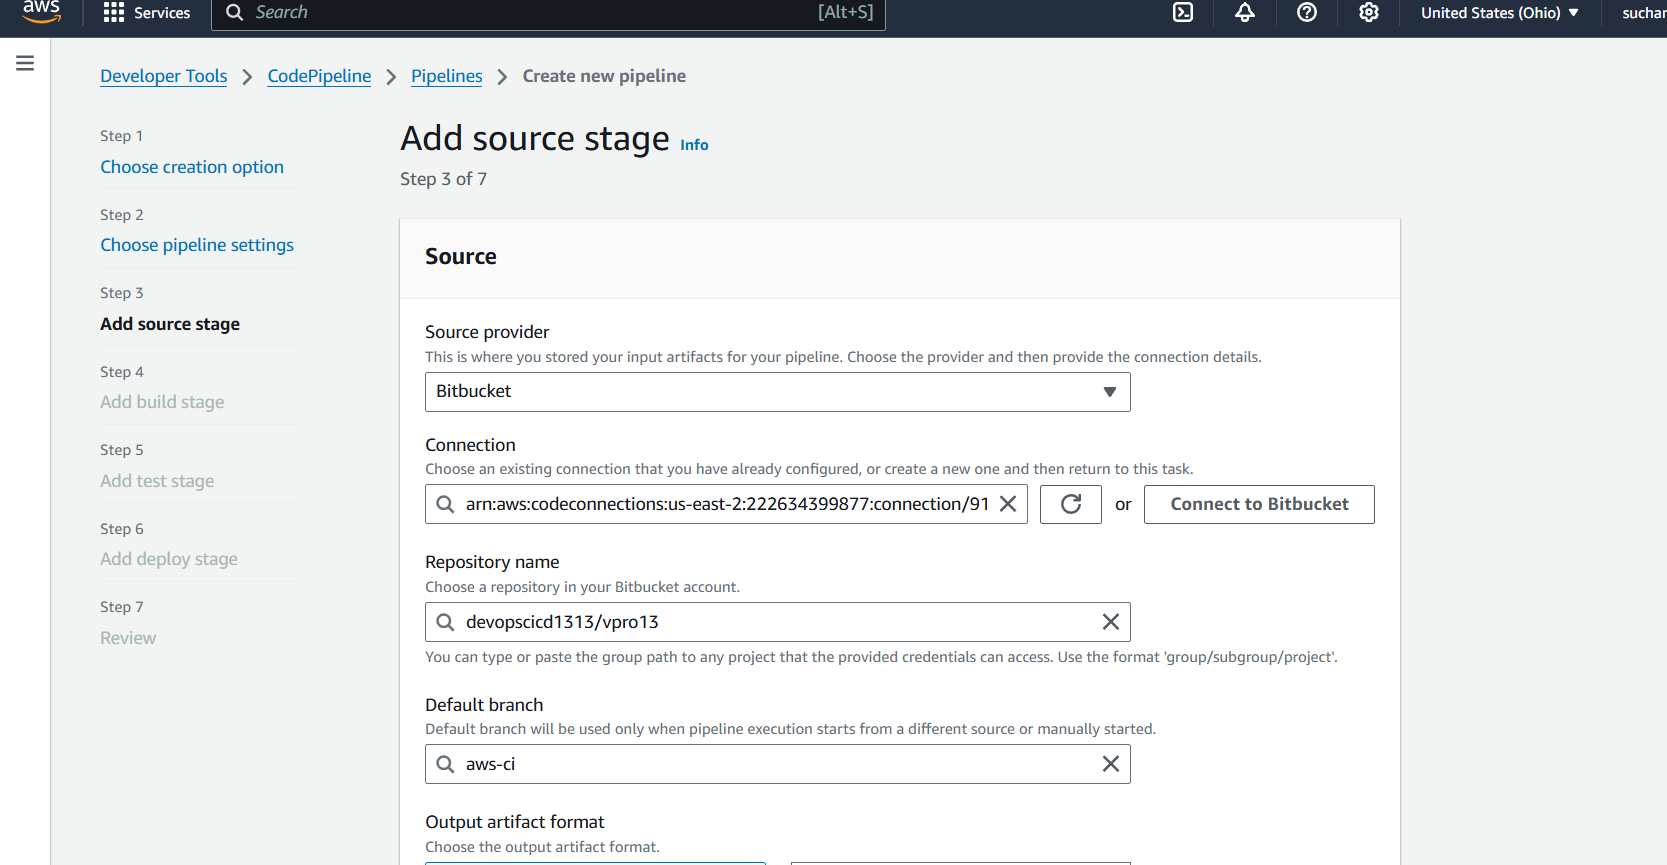 aws
Services
Search
[Alt+S]
United States (Ohio)
suchar
Developer Tools > CodePipeline > Pipelines > Create new pipeline
Step 1
Choose creation option
Step 2
Choose pipeline settings
Step 3
Add source stage
Step 4
Add build stage
Step 5
Add test stage
Step 6
Add deploy stage
Step 7
Review
Add source stage Info
Step 3 of 7
Source
Source provider
This is where you stored your input artifacts for your pipeline. Choose the provider and then provide the connection details.
Bitbucket
Connection
Choose an existing connection that you have already configured, or create a new one and then return to this task.
arn:aws:codeconnections:us-east-2:222634399877:connection/91
or
Connect to Bitbucket
Repository name
Choose a repository in your Bitbucket account.
devopscicd1313/vpro13
You can type or paste the group path to any project that the provided credentials can access. Use the format 'group/subgroup/project'.
Default branch
Default branch will be used only when pipeline execution starts from a different source or manually started.
aws-ci
Output artifact format
Choose the output artifact format.